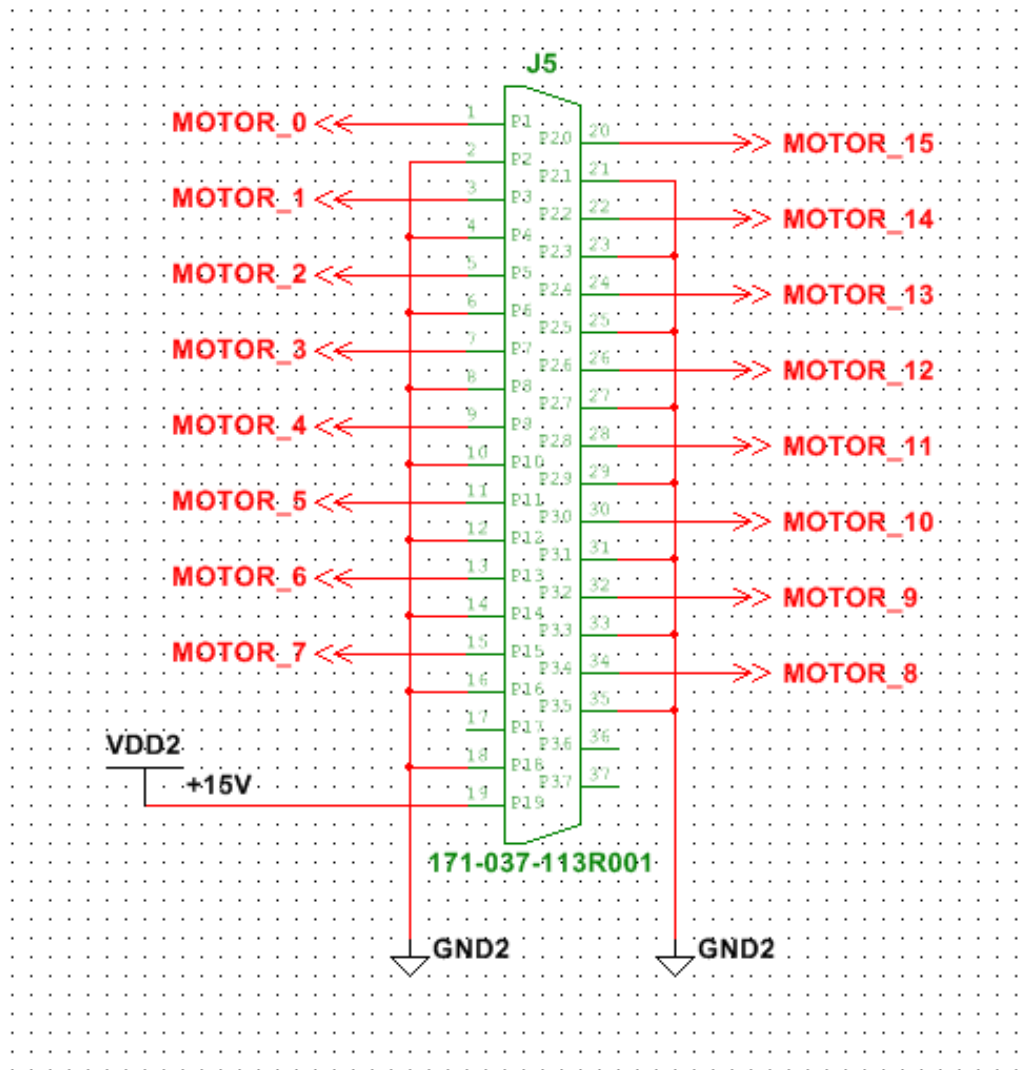 J5
MOTOR_0
1
P1
P20
20
MOTOR_15
2
P2
P21
21
MOTOR_1
3
P3
P22
22
MOTOR_14
4
P4
P23
23
MOTOR_2
5
P5
P24
24
MOTOR_13
6
P6
P25
25
MOTOR_3
7
P7
P26
26
MOTOR_12
8
P8
P27
27
MOTOR_4
9
P9
P28
28
MOTOR_11
10
P10
P29
29
MOTOR_5
11
P11
P30
30
MOTOR_10
12
P12
P31
31
MOTOR_6
13
P13
P32
32
MOTOR_9
14
P14
P33
33
MOTOR_7
15
P15
P34
34
MOTOR_8
16
P16
P35
35
17
P17
P36
36
VDD2
18
P18
P37
37
+15V
19
P19
171-037-113R001
GND2
GND2